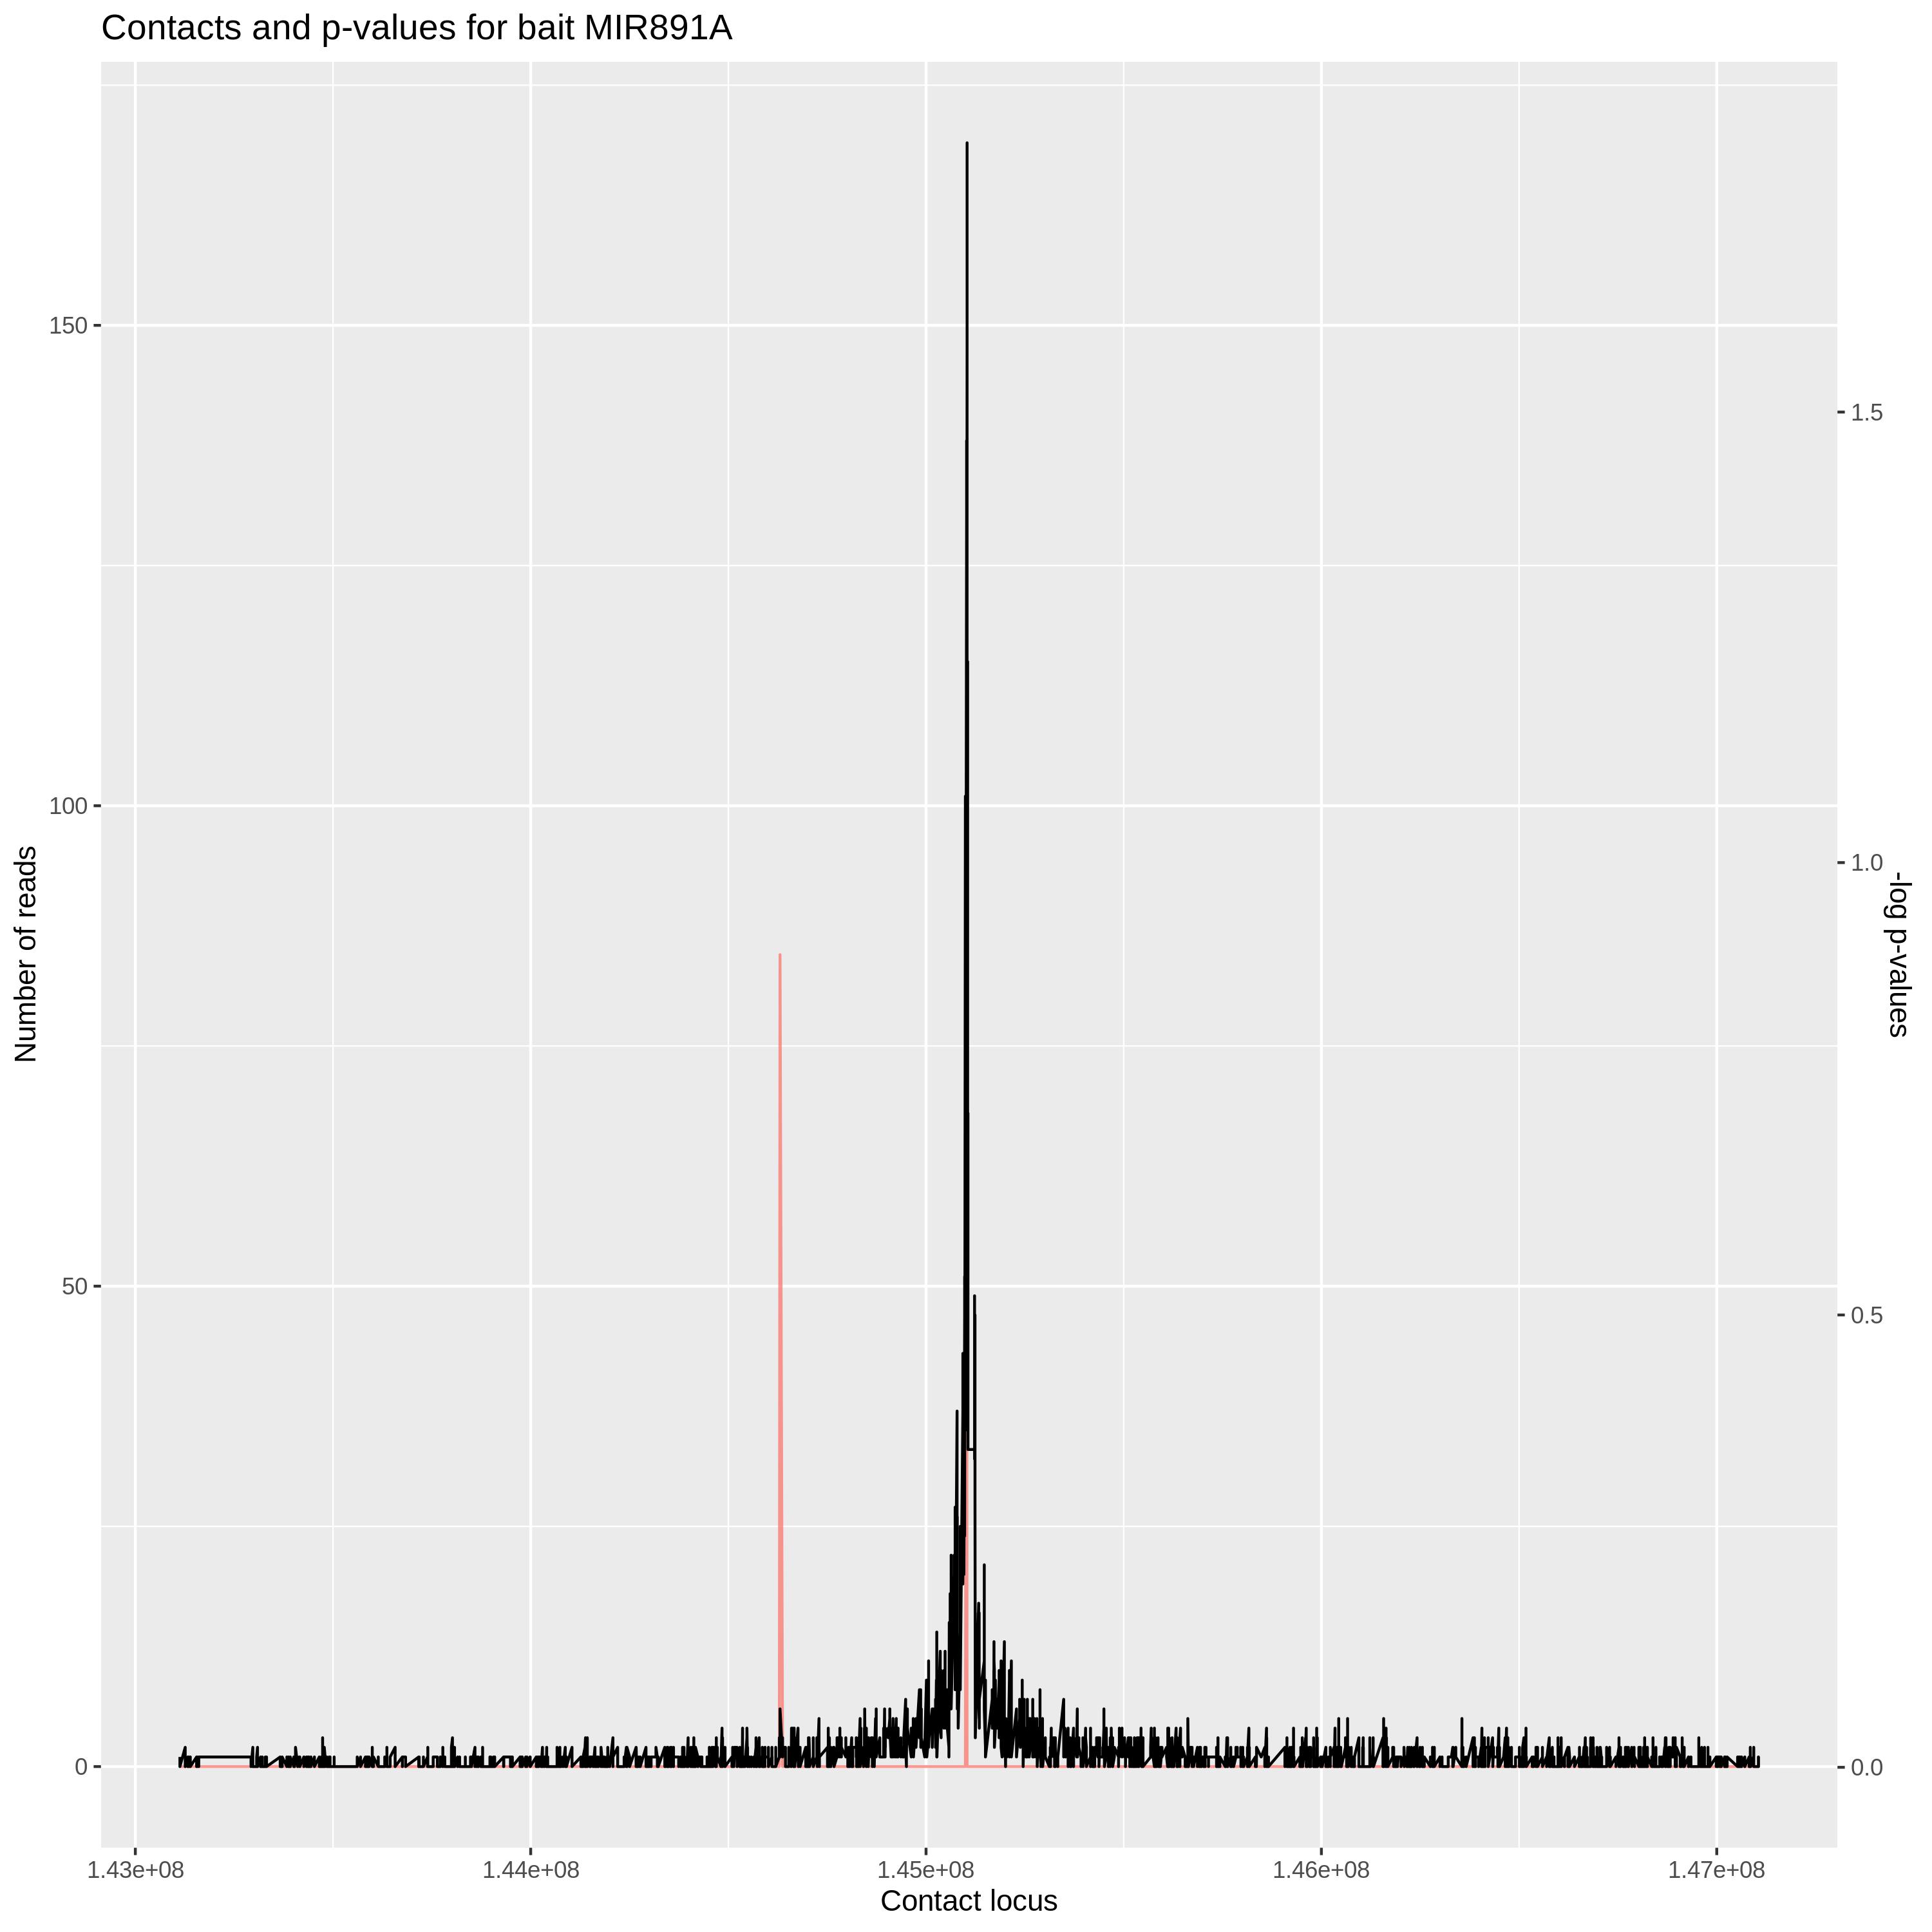 Contacts and p-values for bait MIR891A
150
100
50
0
Number of reads
1.5
1.0
0.5
0.0
-log p-values
1.43e+08
1.44e+08
1.45e+08
1.46e+08
1.47e+08
Contact locus